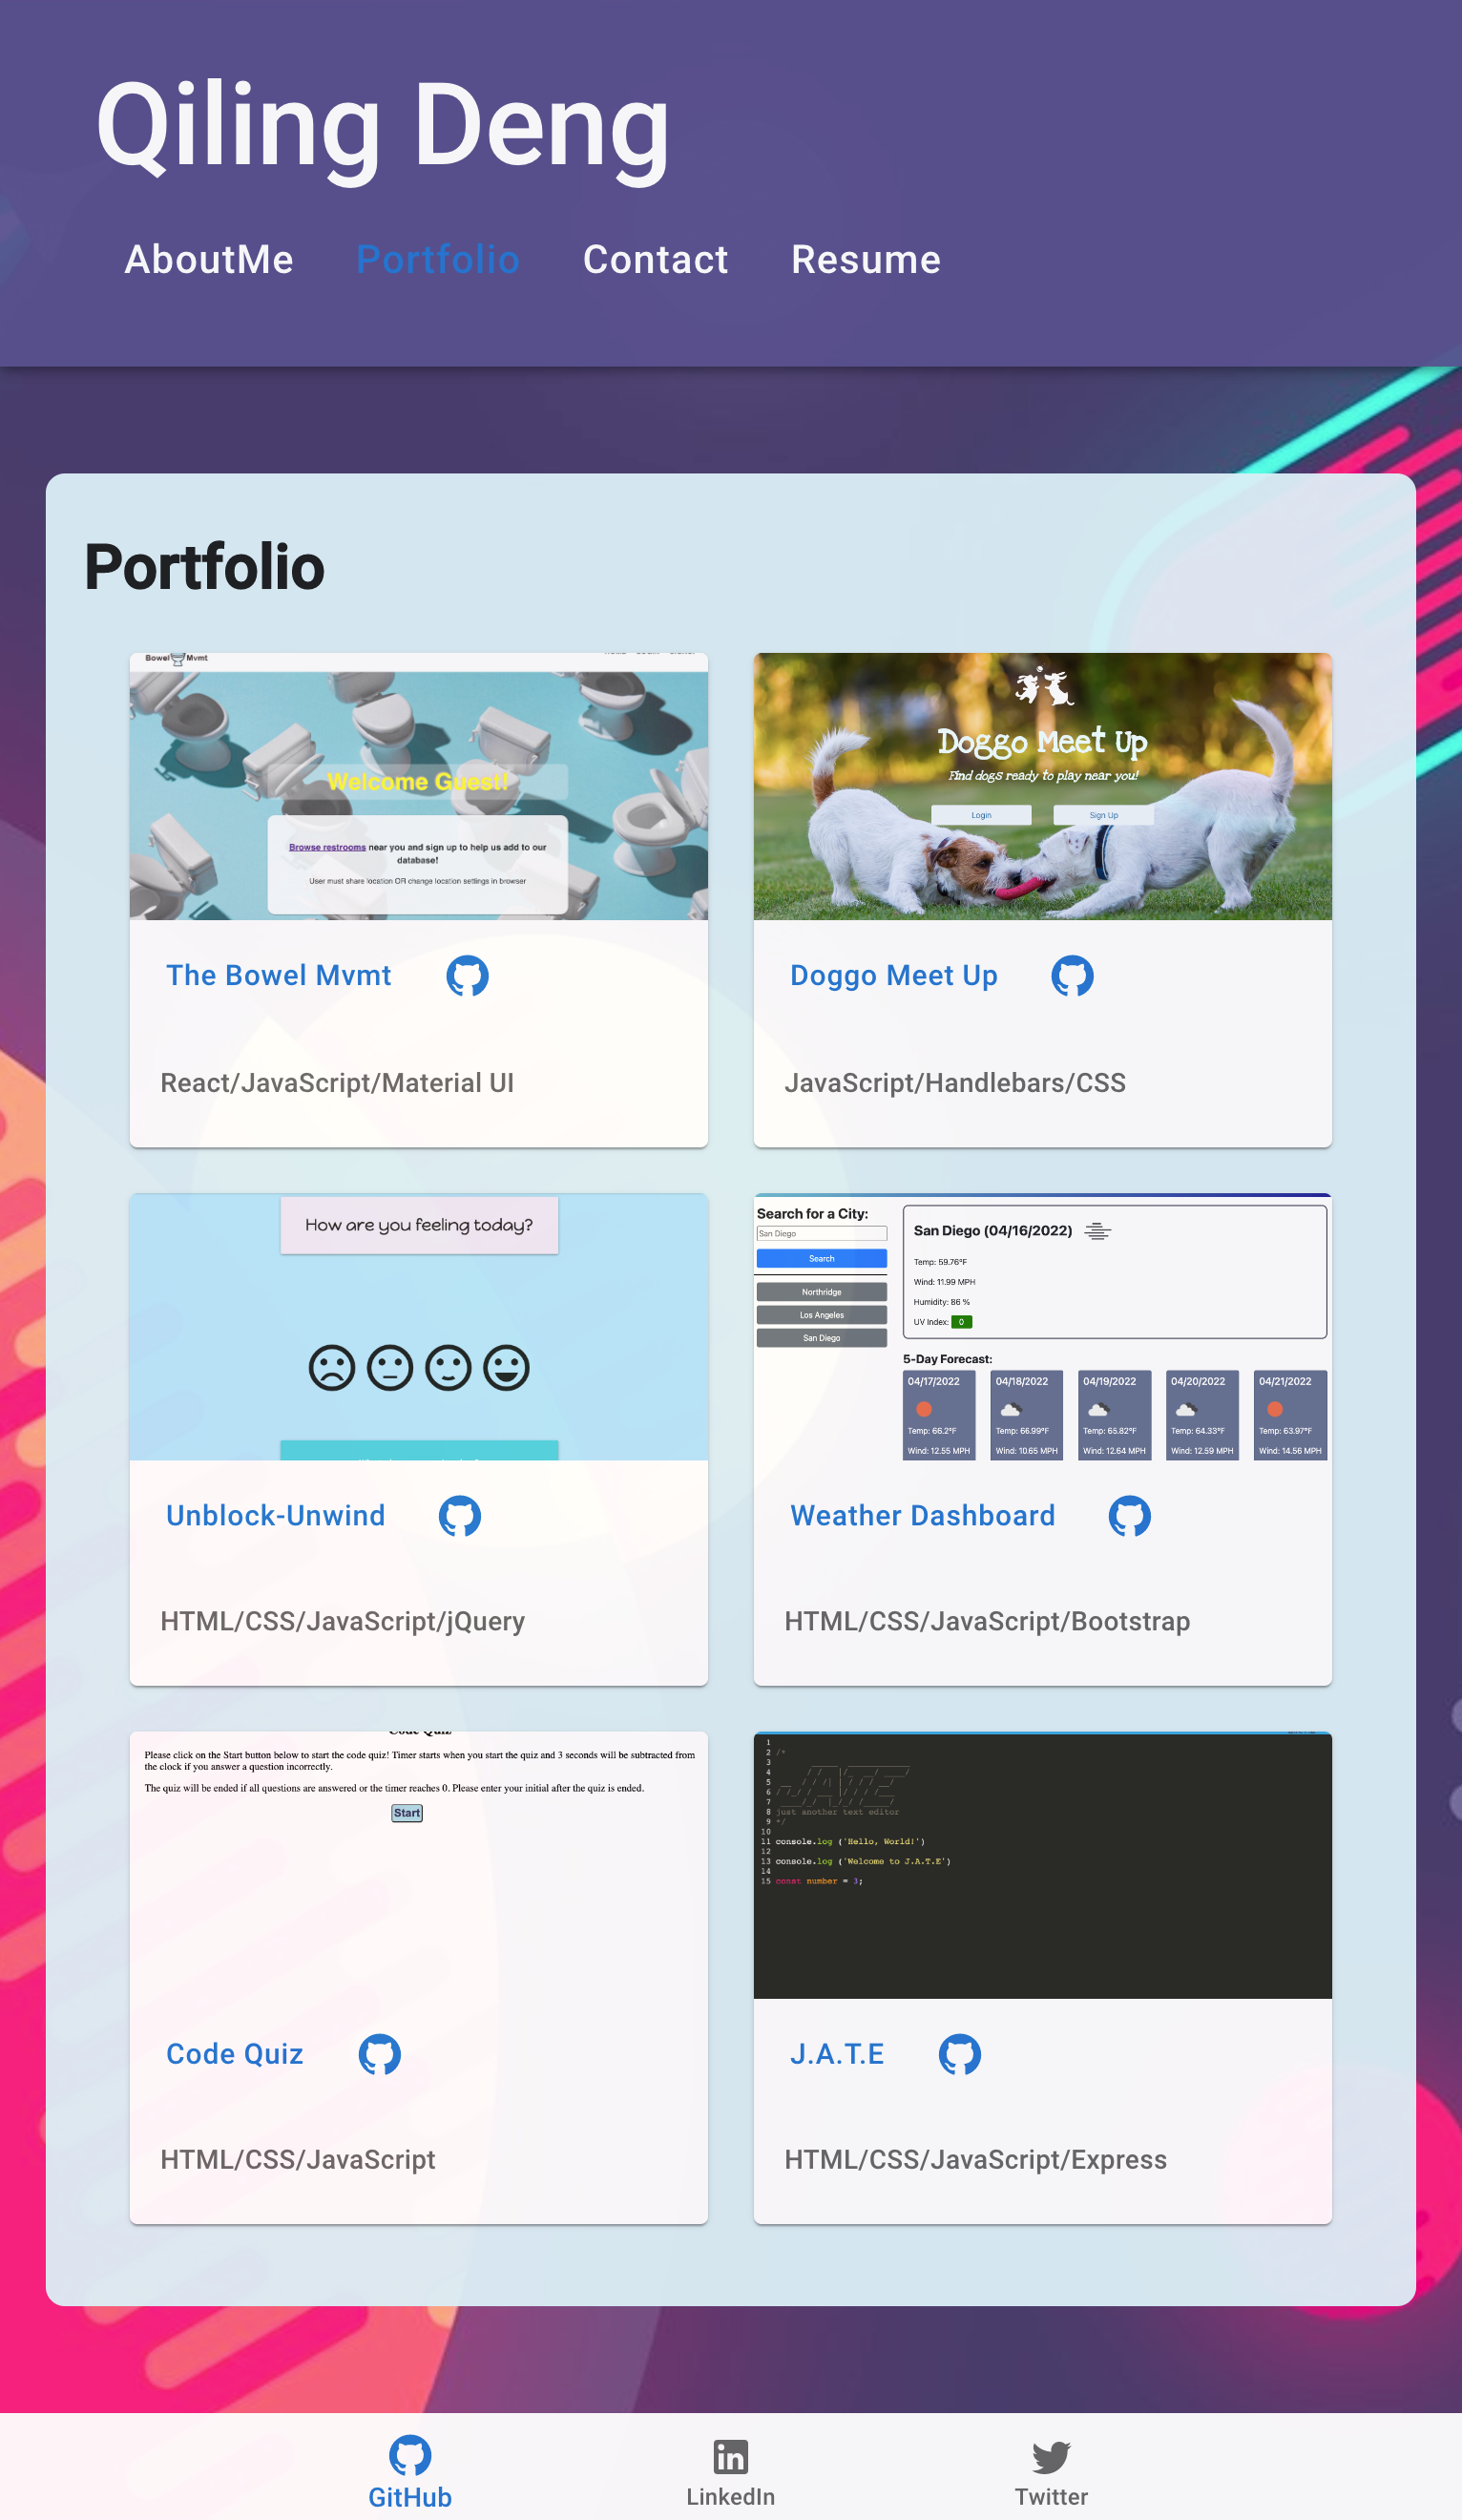 Qiling Deng
AboutMe Portfolio Contact Resume
Portfolio
Bowel Mvmt
Welcome Guest!
Browse restrooms near you and sign up to help us add to our
database!
User must share location OR change location settings in browser
The Bowel Mvmt
React/JavaScript/Material UI
Doggo Meet Up
Find dogs ready to play near you!
Login Sign Up
Doggo Meet Up
JavaScript/Handlebars/CSS
How are you feeling today?
Unblock-Unwind
HTML/CSS/JavaScript/jQuery
Search for a City:
San Diego
Search
Northridge
Los Angeles
San Diego
San Diego (04/16/2022)
Temp: 59.76°F
Wind: 11.99 MPH
Humidity: 86 %
UV Index: 0
5-Day Forecast:
04/17/2022 04/18/2022 04/19/2022 04/20/2022 04/21/2022
Temp: 66.2°F Temp: 66.99°F Temp: 65.82°F Temp: 64.33°F Temp: 63.97°F
Wind: 12.55 MPH Wind: 10.65 MPH Wind: 12.64 MPH Wind: 12.59 MPH Wind: 14.56 MPH
Weather Dashboard
HTML/CSS/JavaScript/Bootstrap
Code Quiz
Please click on the Start button below to start the code quiz! Timer starts when you start the quiz and 3 seconds will be subtracted from
the clock if you answer a question incorrectly.
The quiz will be ended if all questions are answered or the timer reaches 0. Please enter your initial after the quiz is ended.
Start
Code Quiz
HTML/CSS/JavaScript
1
2 /*
3
4
5
6
7
8 just another text editor
9 */
10
11 console.log ('Hello, World!')
12
13 console.log ('Welcome to J.A.T.E')
14
15 const number = 3;
J.A.T.E
HTML/CSS/JavaScript/Express
GitHub LinkedIn Twitter